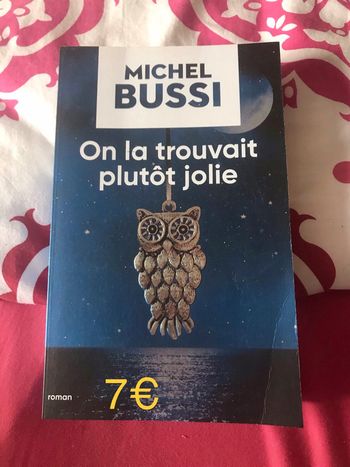 MICHEL
BUSSI
On la trouvait
plutôt jolie
roman
7€